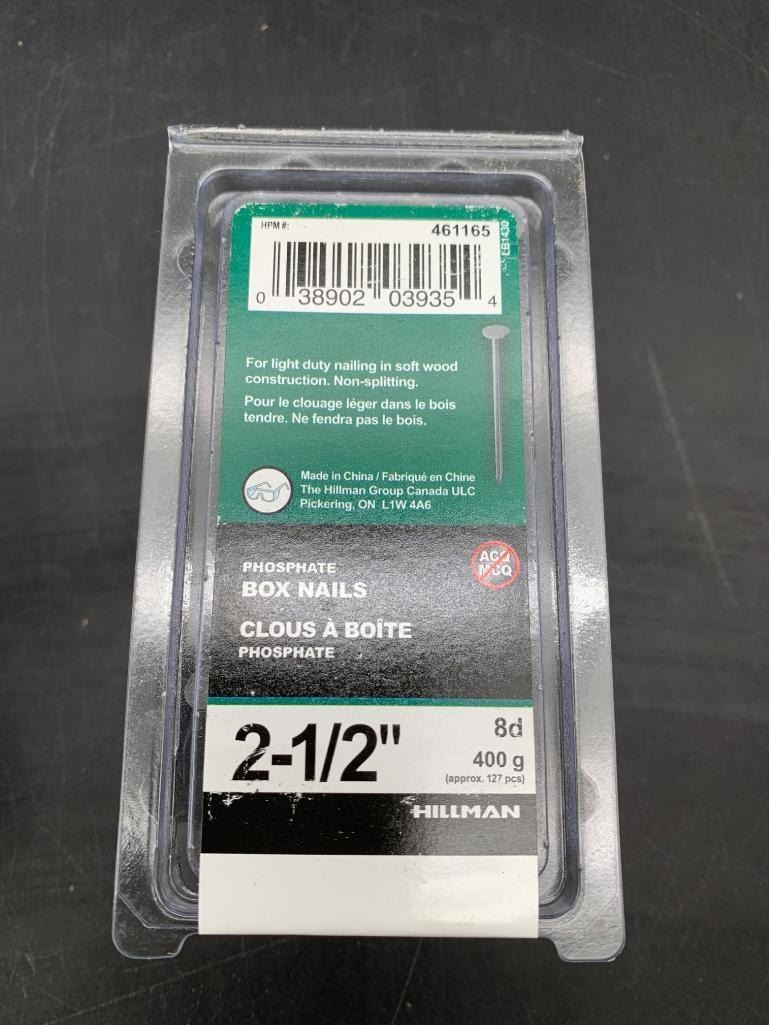 HPM #:
461165
LB1430
0 38902 03935 4
For light duty nailing in soft wood
construction. Non-splitting.
Pour le clouage léger dans le bois
tendre. Ne fendra pas le bois.
Made in China / Fabriqué en Chine
The Hillman Group Canada ULC
Pickering, ON L1W 4A6
ACQ
MCQ
PHOSPHATE
BOX NAILS
CLOUS À BOÎTE
PHOSPHATE
2-1/2"
8d
400 g
(approx. 127 pcs)
HILLMAN